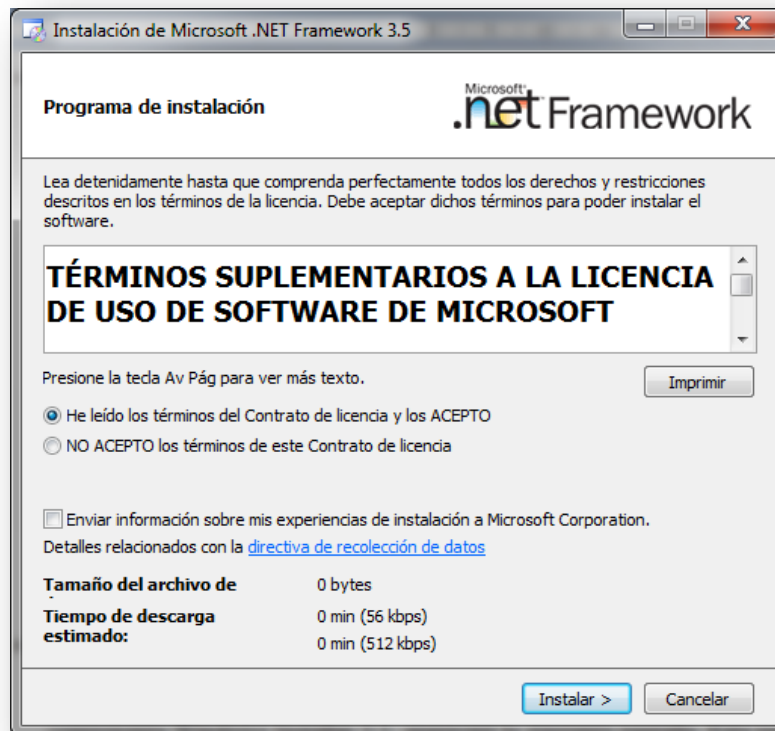 Instalación de Microsoft .NET Framework 3.5
Programa de instalación
Microsoft
.net Framework
Lea detenidamente hasta que comprenda perfectamente todos los derechos y restricciones
descritos en los términos de la licencia. Debe aceptar dichos términos para poder instalar el
software.
TÉRMINOS SUPLEMENTARIOS A LA LICENCIA
DE USO DE SOFTWARE DE MICROSOFT
Presione la tecla Av Pág para ver más texto.
Imprimir
He leído los términos del Contrato de licencia y los ACEPTO
NO ACEPTO los términos de este Contrato de licencia
Enviar información sobre mis experiencias de instalación a Microsoft Corporation.
Detalles relacionados con la directiva de recolección de datos
Tamaño del archivo de 0 bytes
Tiempo de descarga 0 min (56 kbps)
estimado:
0 min (512 kbps)
Instalar >
Cancelar